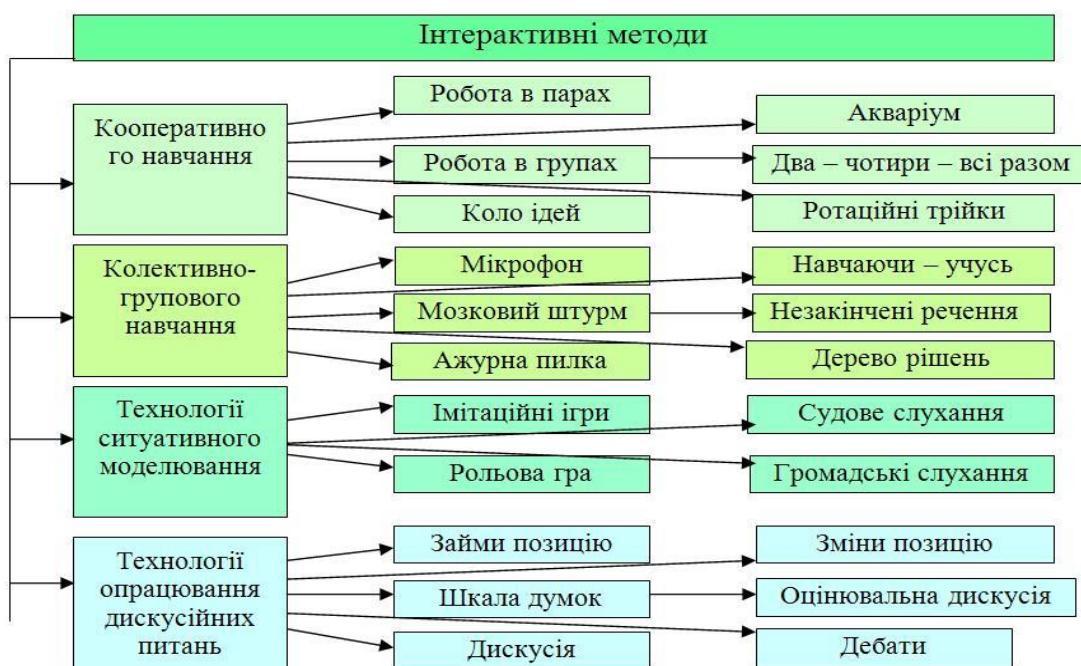 Інтерактивні методи
Кооперативно
го навчання
Робота в парах
Робота в групах
Коло ідей
Акваріум
Два – чотири – всі разом
Ротаційні трійки
Колективно-
групового
навчання
Мікрофон
Мозковий штурм
Ажурна пилка
Навчаючи – учусь
Незакінчені речення
Дерево рішень
Технології
ситуативного
моделювання
Імітаційні ігри
Рольова гра
Судове слухання
Громадські слухання
Технології
опрацювання
дискусійних
питань
Займи позицію
Шкала думок
Дискусія
Зміни позицію
Оцінювальна дискусія
Дебати